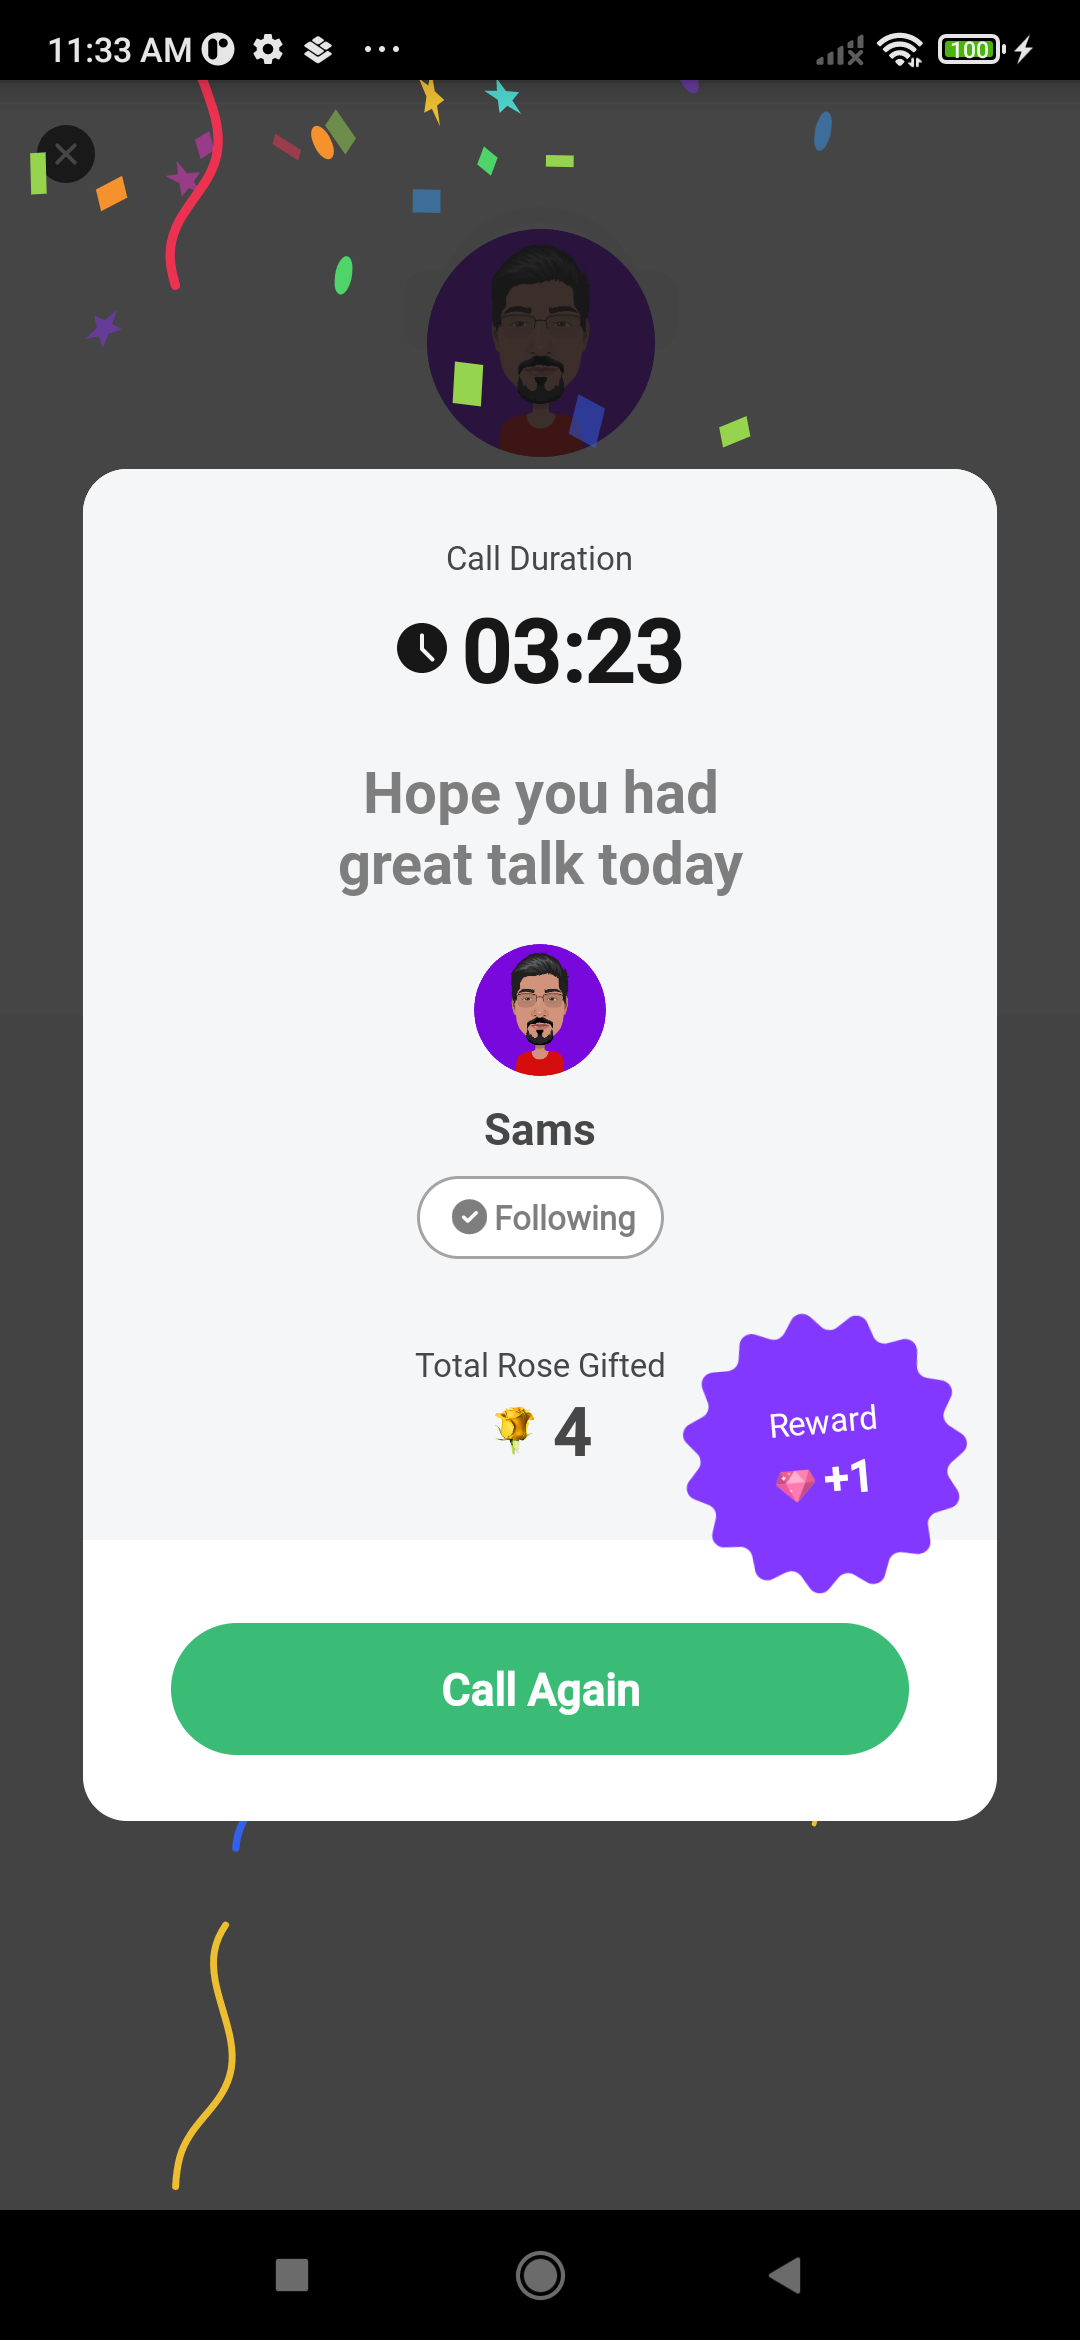 11:33 AM
100
Call Duration
03:23
Hope you had
great talk today
Sams
Following
Total Rose Gifted
4
Reward
+1
Call Again